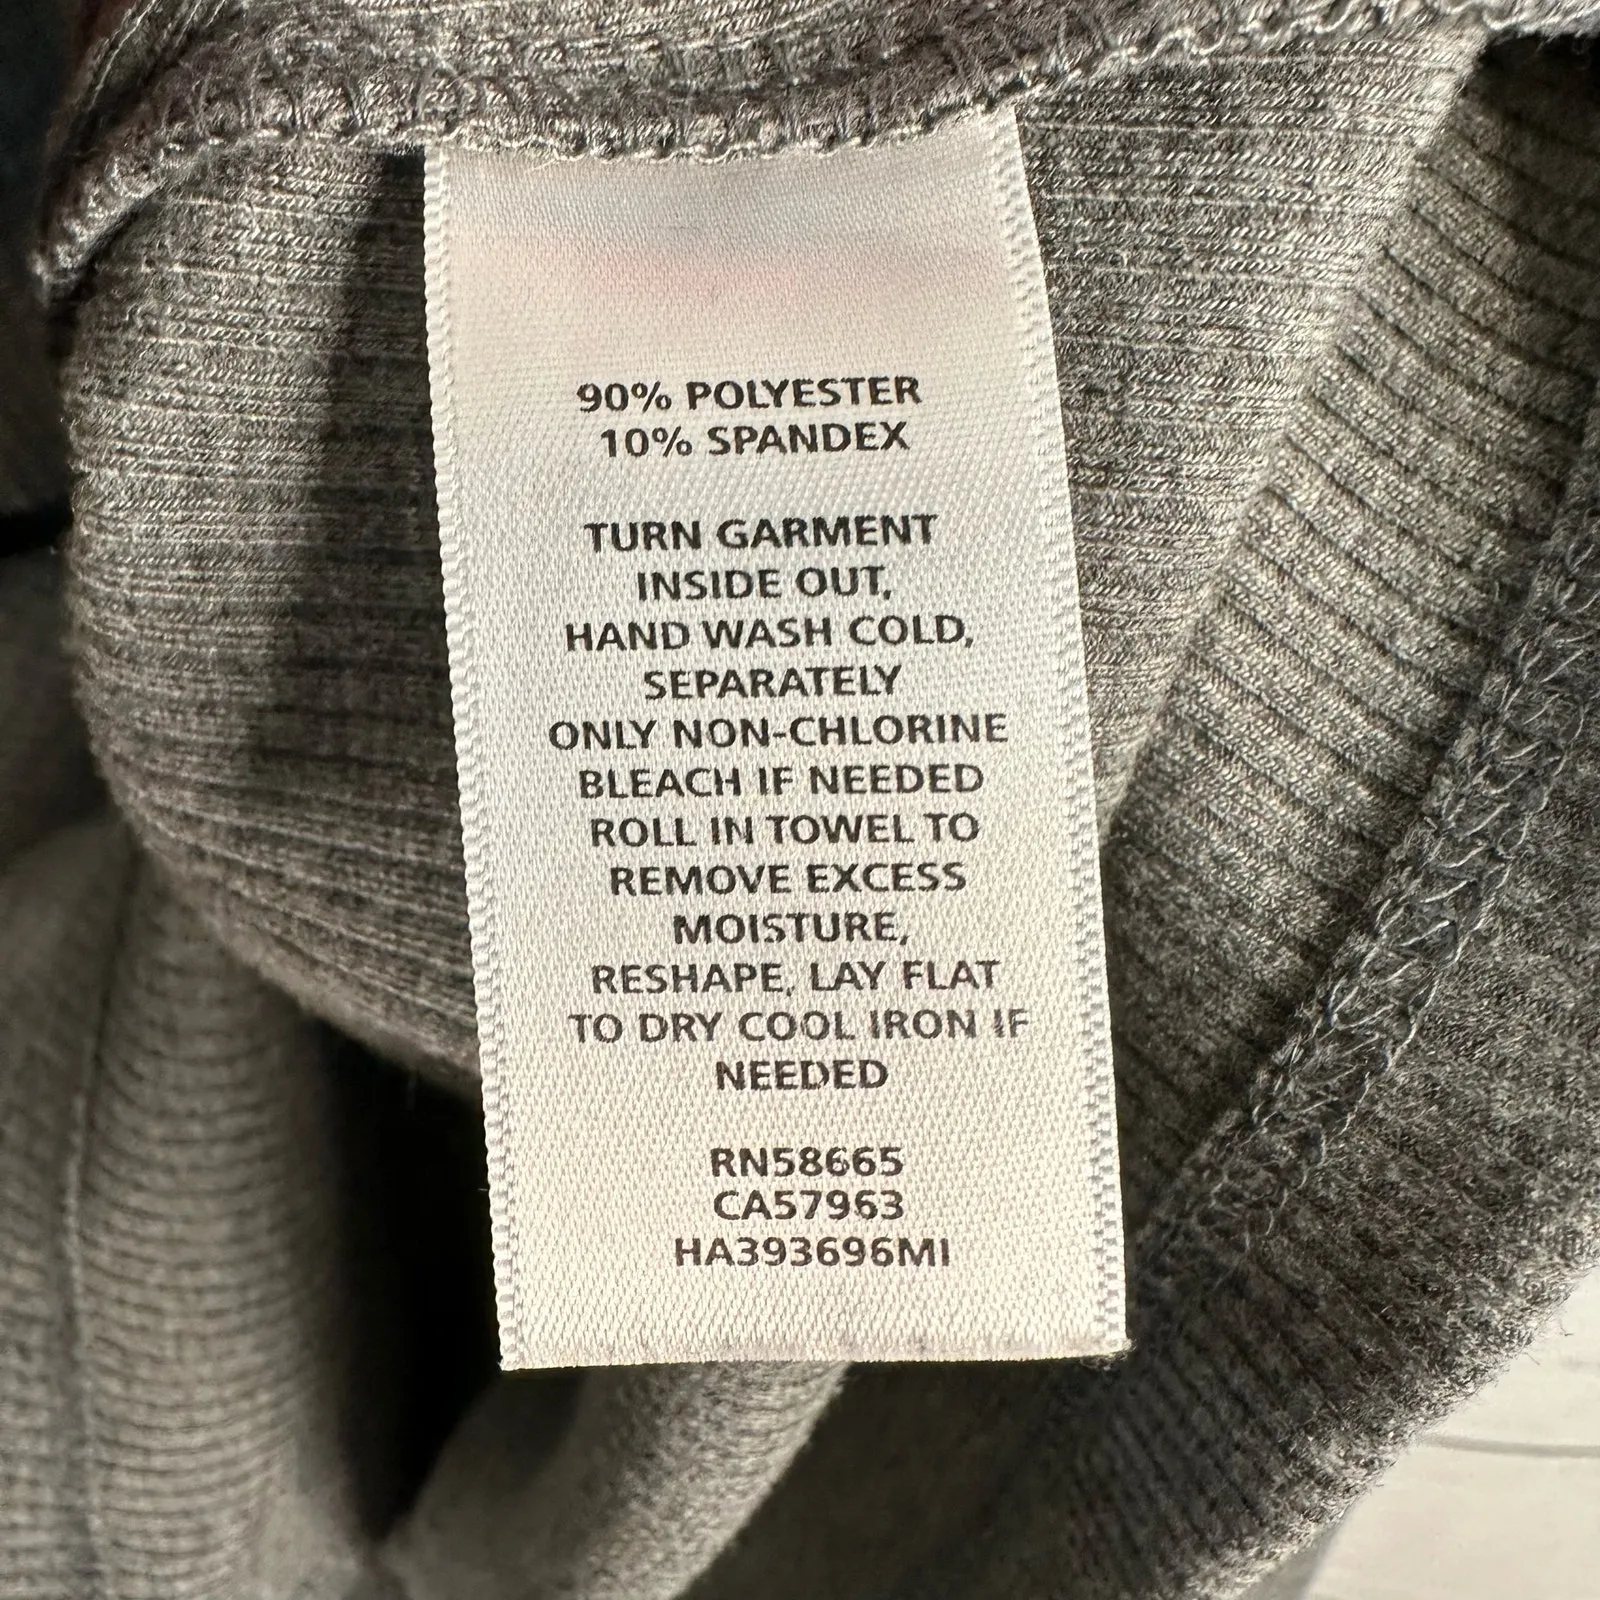 90% POLYESTER
10% SPANDEX
TURN GARMENT
INSIDE OUT,
HAND WASH COLD,
SEPARATELY
ONLY NON-CHLORINE
BLEACH IF NEEDED
ROLL IN TOWEL TO
REMOVE EXCESS
MOISTURE,
RESHAPE, LAY FLAT
TO DRY COOL IRON IF
NEEDED
RN58665
CA57963
HA393696MI